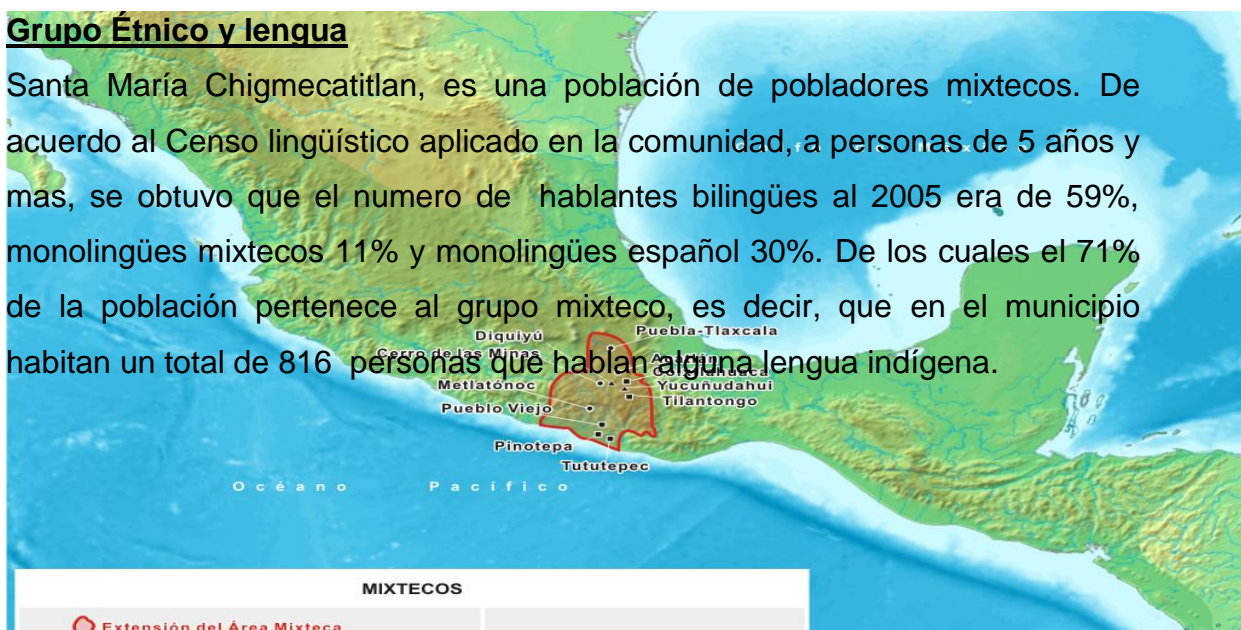 Grupo Étnico y lengua
Santa María Chigmecatitlan, es una población de pobladores mixtecos. De
acuerdo al Censo lingüístico aplicado en la comunidad, a personas de 5 años y
mas, se obtuvo que el numero de hablantes bilingües al 2005 era de 59%,
monolingües mixtecos 11% y monolingües español 30%. De los cuales el 71%
de la población pertenece al grupo mixteco, es decir, que en el municipio
Diquiyú
Puebla-Tlaxcala
habitan un total de 816 personas que hablan alguna lengua indígena.
Cerro de las Minas
Metlatónoc
Yucuñudahui
Pueblo Viejo
Tilantongo
Pinotepa
Tututepec
Océano Pacífico
MIXTECOS
Extensión del Área Mixteca